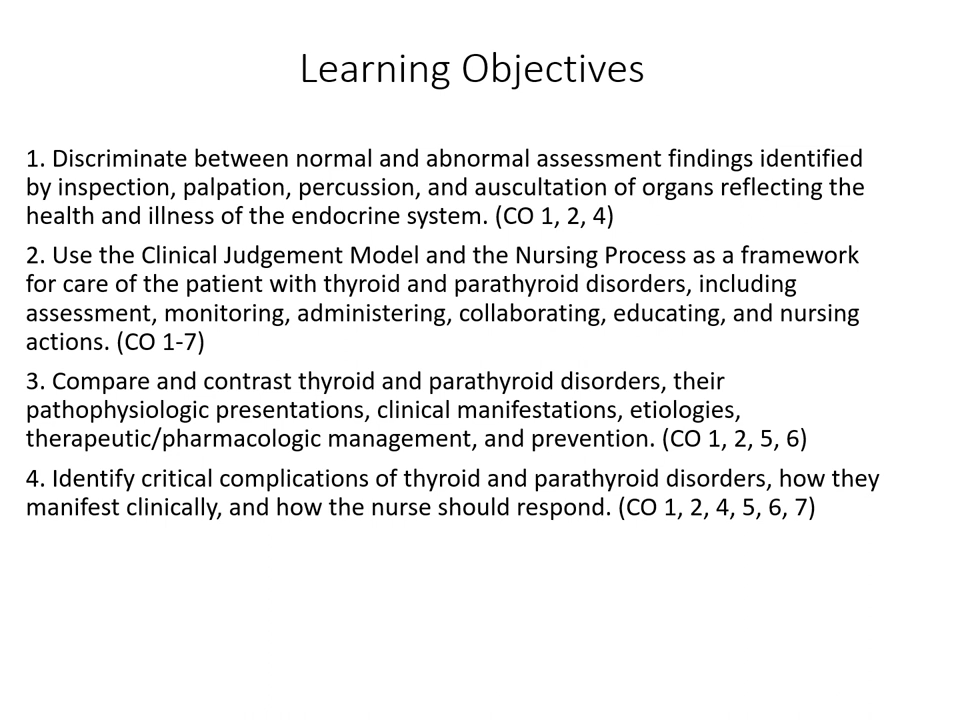 Learning Objectives
1. Discriminate between normal and abnormal assessment findings identified
by inspection, palpation, percussion, and auscultation of organs reflecting the
health and illness of the endocrine system. (CO 1, 2, 4)
2. Use the Clinical Judgement Model and the Nursing Process as a framework
for care of the patient with thyroid and parathyroid disorders, including
assessment, monitoring, administering, collaborating, educating, and nursing
actions. (CO 1-7)
3. Compare and contrast thyroid and parathyroid disorders, their
pathophysiologic presentations, clinical manifestations, etiologies,
therapeutic/pharmacologic management, and prevention. (CO 1, 2, 5, 6)
4. Identify critical complications of thyroid and parathyroid disorders, how they
manifest clinically, and how the nurse should respond. (CO 1, 2, 4, 5, 6, 7)